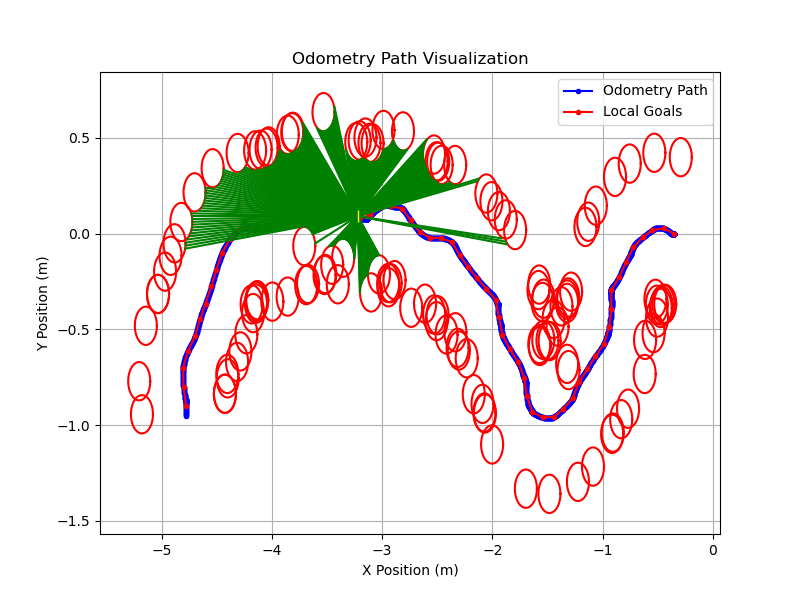 Odometry Path Visualization
Odometry Path
Local Goals
Y Position (m)
0.5
0.0
−0.5
−1.0
−1.5
−5
−4
−3
−2
−1
0
X Position (m)